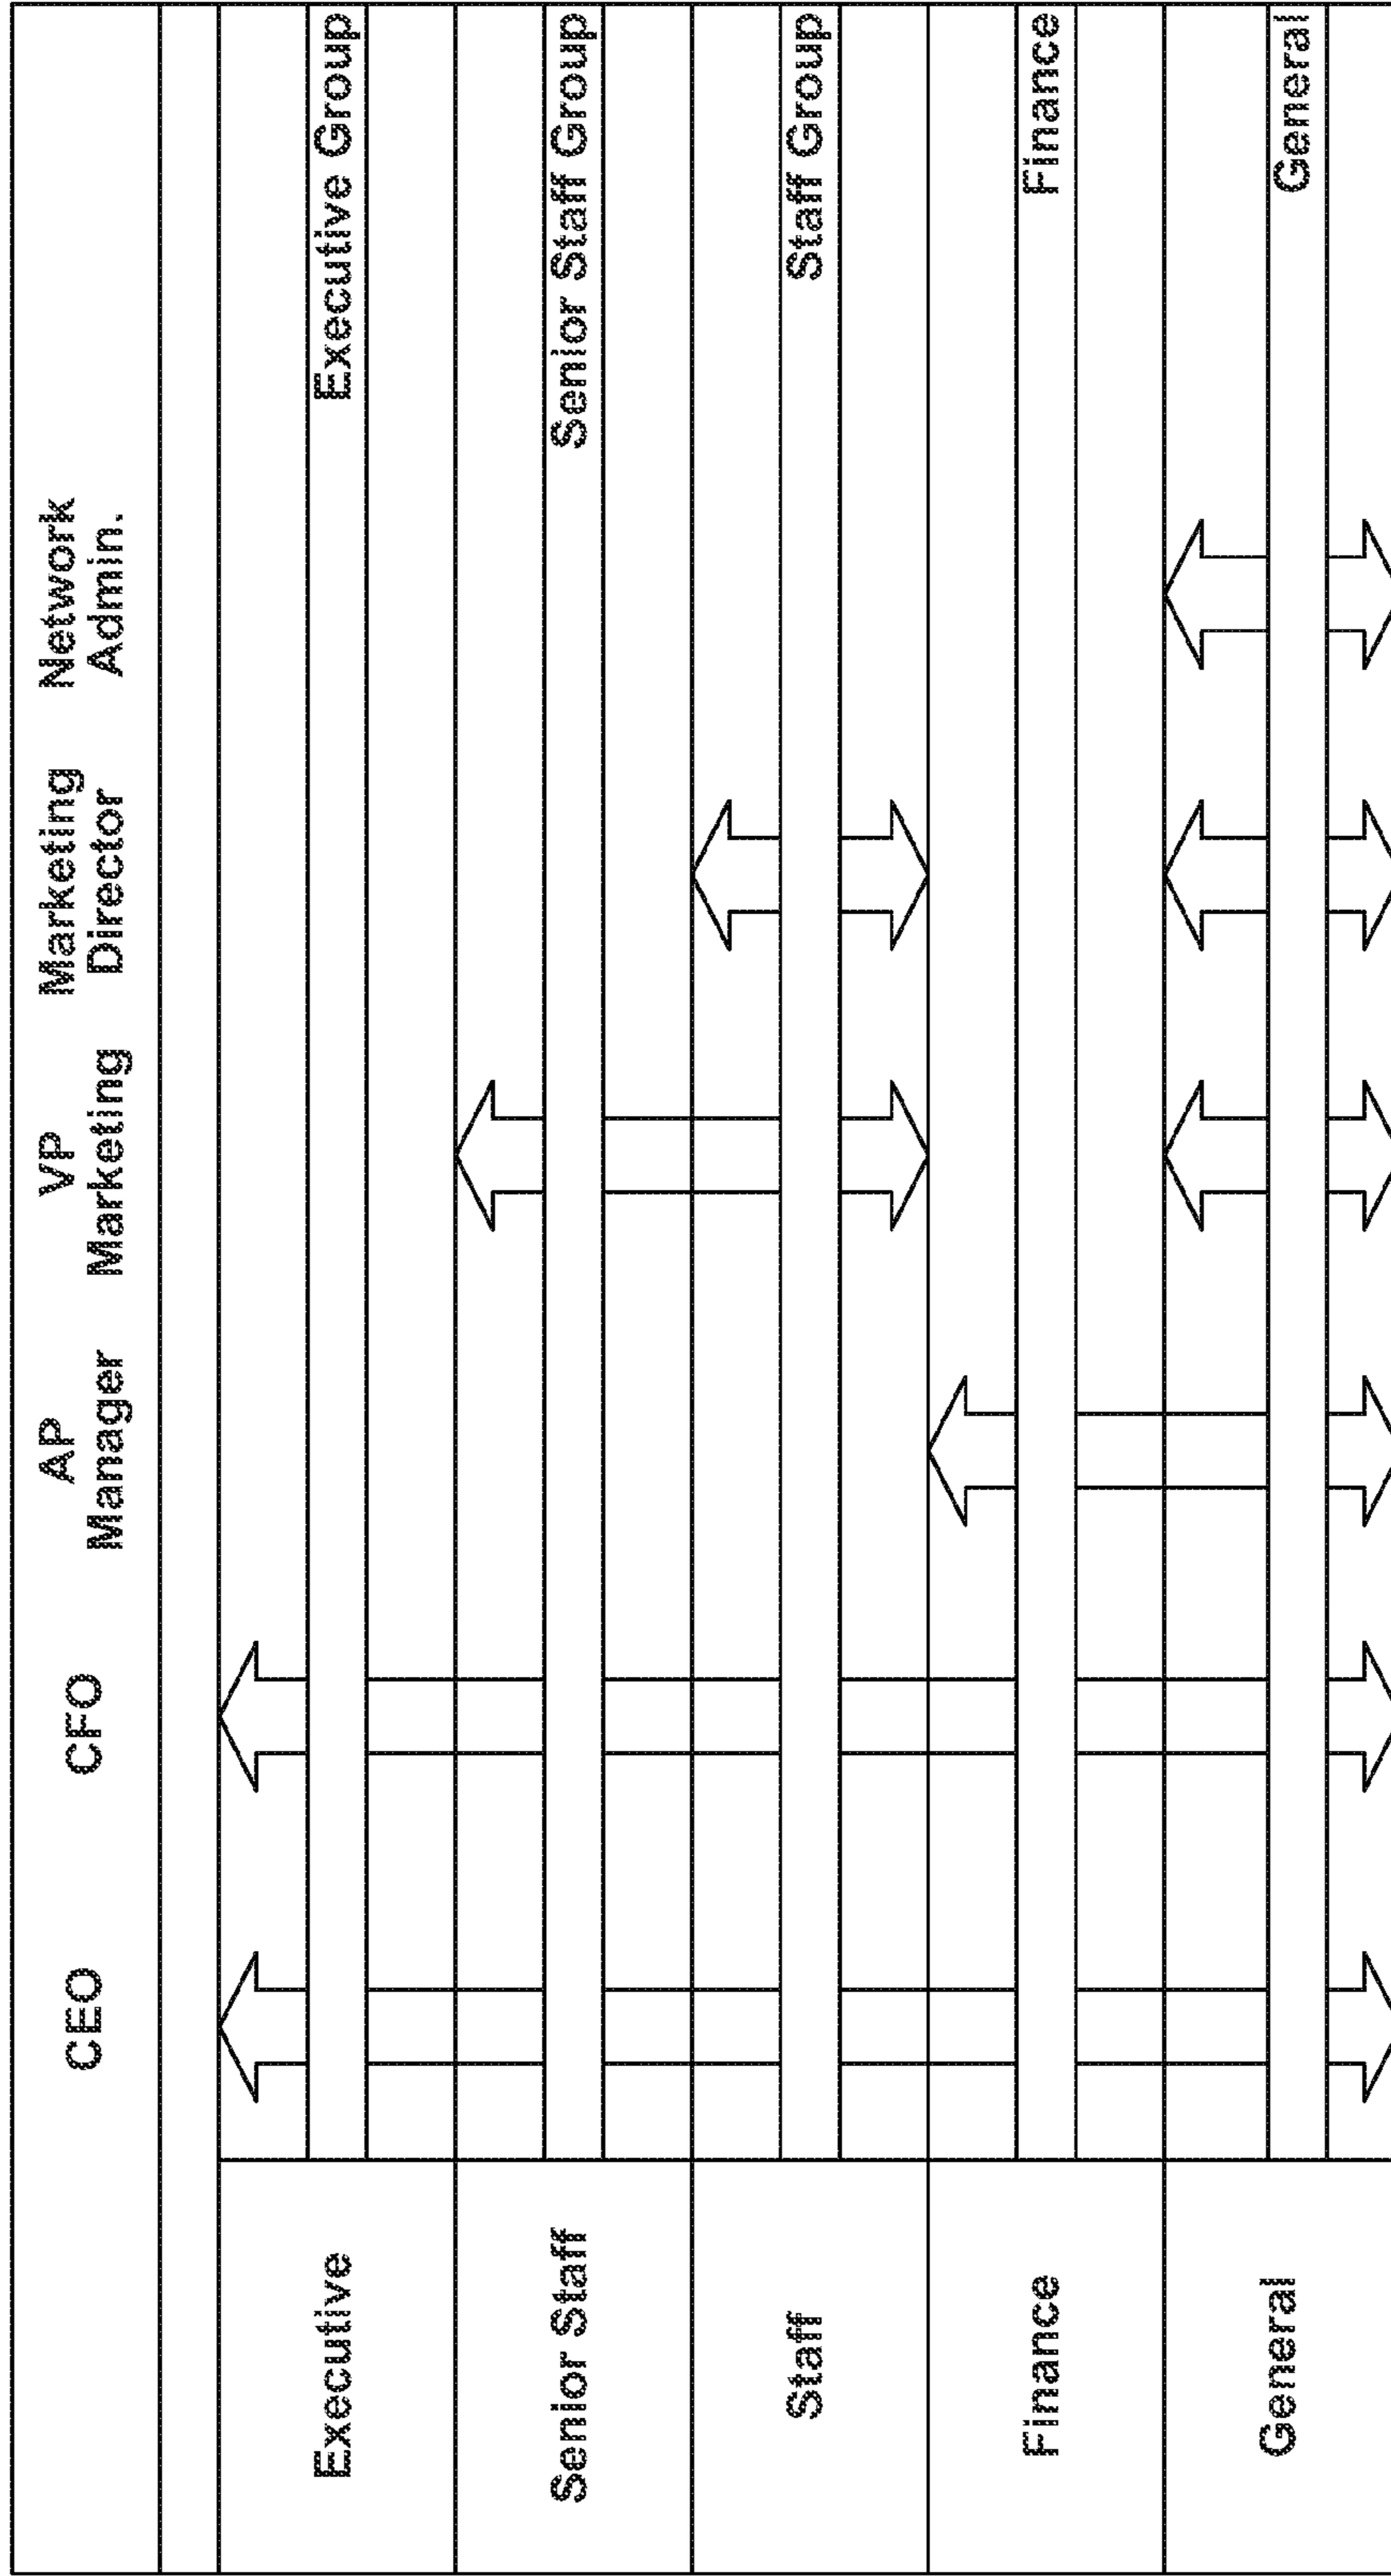 CEO
CFO
AP
Manager
VP
Marketing
Marketing
Director
Network
Admin.
Executive
Executive Group
Senior Staff
Senior Staff Group
Staff
Staff Group
Finance
Finance
General
General